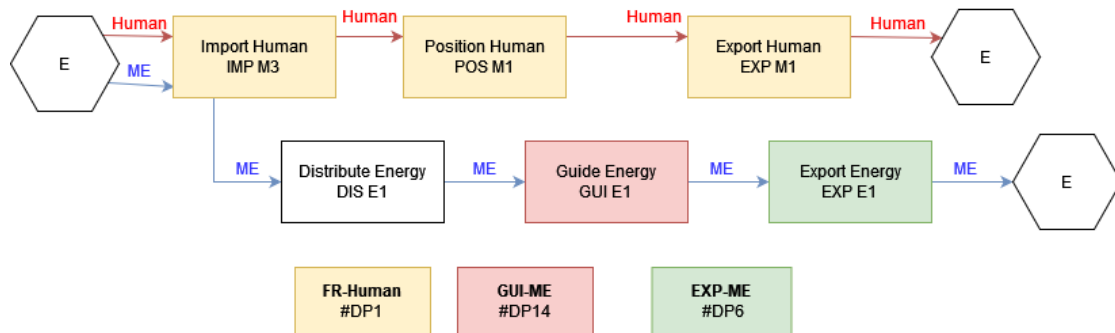 Human
Human
Human
Human
E
ME
Import Human
IMP M3
Position Human
POS M1
Export Human
EXP M1
E
ME
Distribute Energy
DIS E1
ME
Guide Energy
GUI E1
ME
Export Energy
EXP E1
ME
E
FR-Human
#DP1
GUI-ME
#DP14
EXP-ME
#DP6